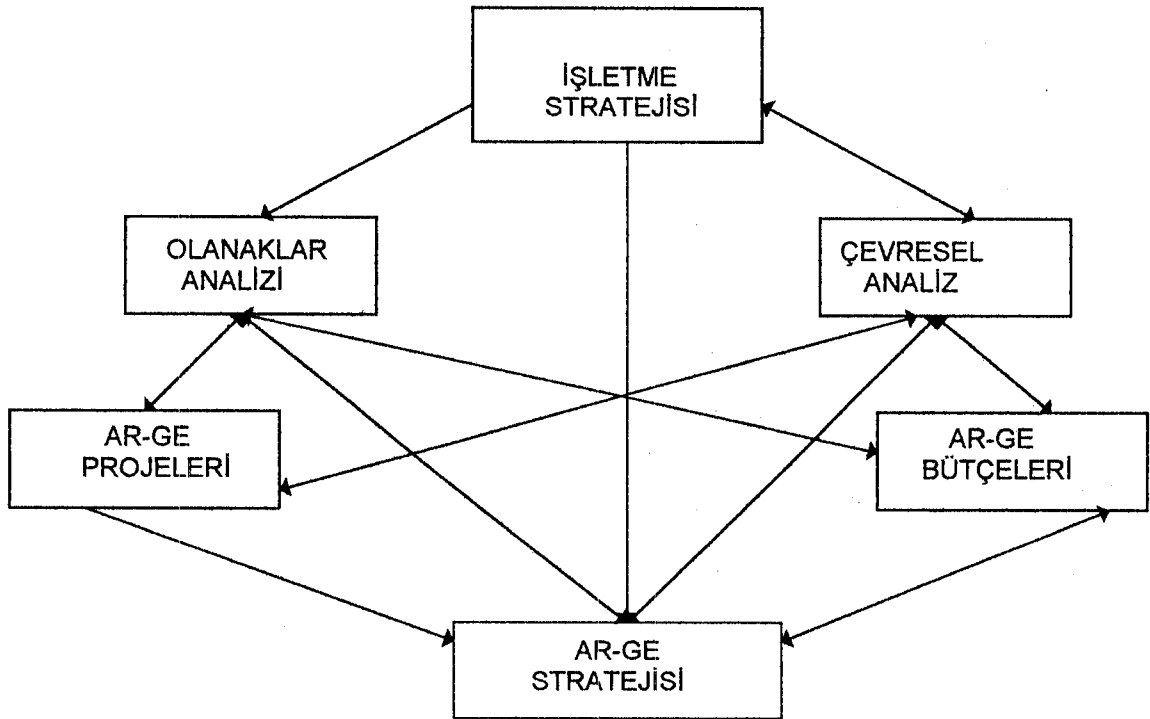 İŞLETME
STRATEJİSİ
OLANAKLAR
ANALİZİ
ÇEVRESEL
ANALİZ
AR-GE
PROJELERİ
AR-GE
BÜTÇELERİ
AR-GE
STRATEJİSİ